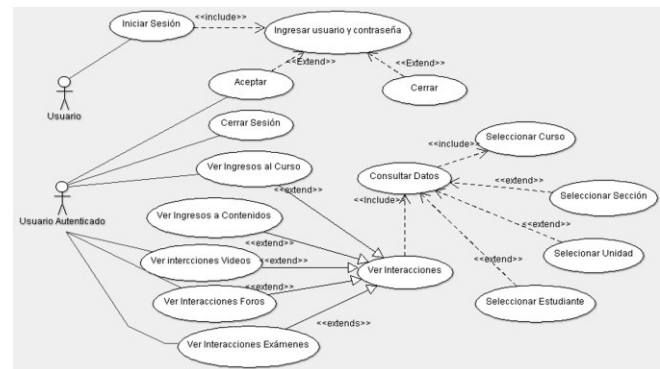 Iniciar Sesión
<<include>>
Ingresar usuario y contraseña
<<Extend>>
<<Extend>>
Aceptar
Cerrar
Usuario
Cerrar Sesión
Seleccionar Curso
<<include>>
Ver Ingresos al Curso
Consultar Datos
<<extend>>
<<extend>>
Seleccionar Sección
Usuario Autenticado
Ver Ingresos a Contenidos
<<Include>>
<<extend>>
<<extend>>
Selecionar Unidad
Ver intercciones Videos
<<extend>>
Ver Interacciones
<<extend>>
Ver Interacciones Foros
<<extend>>
Seleccionar Estudiante
<<extends>>
Ver Interacciones Exámenes